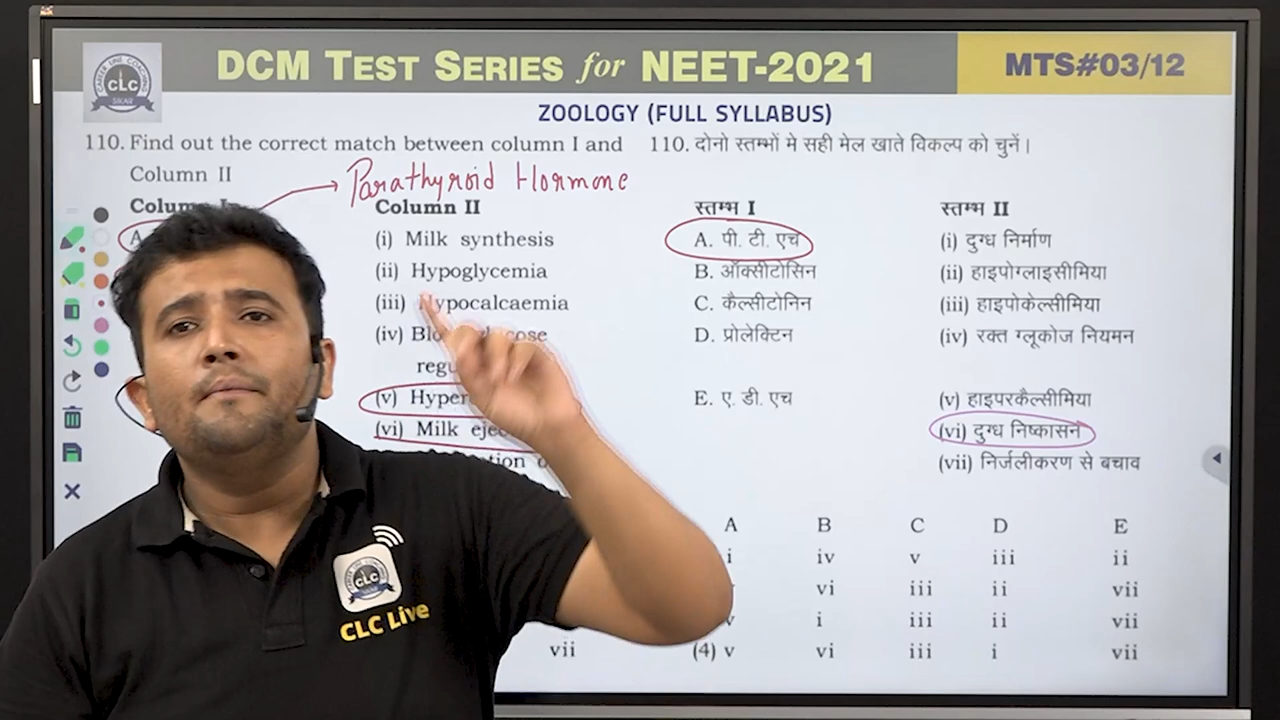 DCM TEST SERIES for NEET-2021
MTS#03/12
CLC
SIKAR
ZOOLOGY (FULL SYLLABUS)
110. Find out the correct match between column I and
Column II
Parathyroid Hormone
Column II
(i) Milk synthesis
(ii) Hypoglycemia
(iii) Hypocalcaemia
(iv)
(v)
(vi) Milk
vii
110. दोनो स्तम्भों मे सही मेल खाते विकल्प को चुनें।
स्तम्भ I स्तम्भ II
A. पी. टी. एच (i) दुग्ध निर्माण
B. ऑक्सीटोसिन (ii) हाइपोग्लाइसीमिया
C. कैल्सीटोनिन (iii) हाइपोकेल्सीमिया
D. प्रोलेक्टिन (iv) रक्त ग्लूकोज नियमन
E. ए. डी. एच (v) हाइपरकैल्सीमिया
(vi) दुग्ध निष्कासन
(vii) निर्जलीकरण से बचाव
A B C D E
i iv v iii ii
vi iii ii vii
v i iii ii vii
(4) v vi iii i vii
CLC
CLC Live